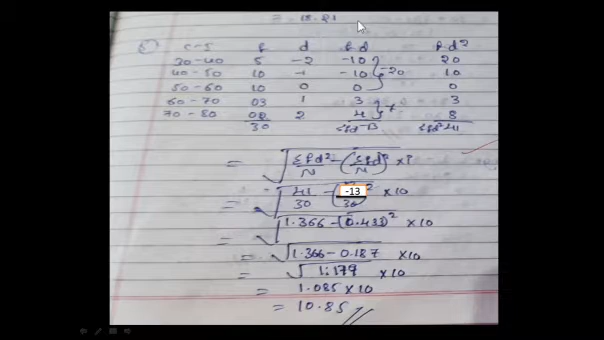 = 18.21
C-I f d fd fd²
30-40 5 -2 -10 20
40-50 10 -1 -10 -20 10
50-60 10 0 0 0
60-70 03 1 3 3
70-80 02 2 4 7 8
30 Σfd -13 Σfd² 41
= √ Σfd²/N - (Σfd/N)² × i
= √ 41/30 - (-13/30)² × 10
= √ 1.366 - (0.433)² × 10
= √ 1.366 - 0.187 × 10
= √ 1.179 × 10
= 1.085 × 10
= 10.85